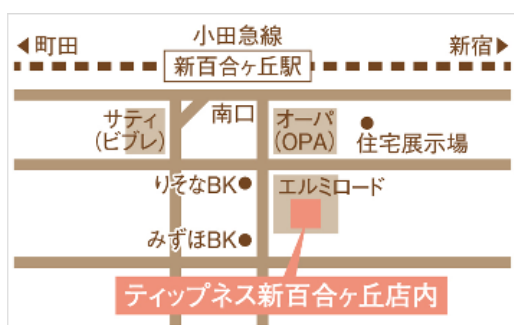 ◀町田
小田急線
新宿▶
新百合ヶ丘駅
サティ
(ビブレ)
南口
オーパ
(OPA)
住宅展示場
りそなBK
エルミロード
みずほBK
ティップネス新百合ヶ丘店内